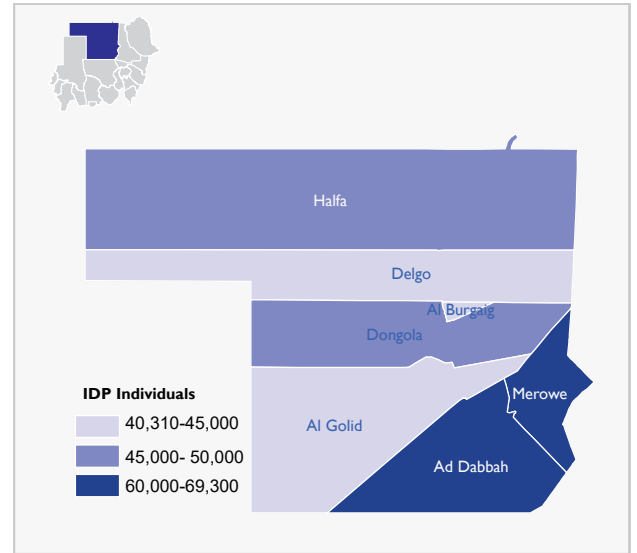 Halfa
Delgo
Al Burgaig
Dongola
Merowe
Al Golid
Ad Dabbah
IDP Individuals
40,310-45,000
45,000- 50,000
60,000-69,300